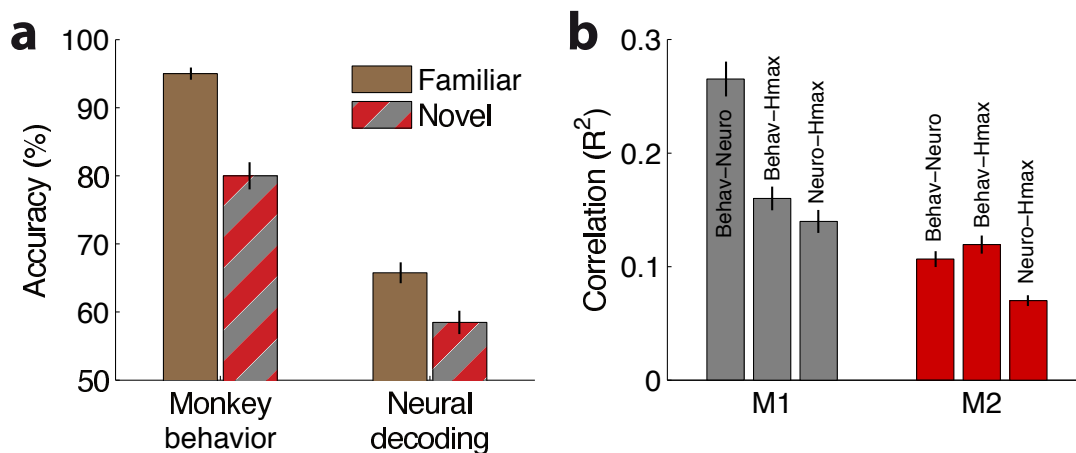 a
100
90
80
70
60
50
Accuracy (%)
Familiar
Novel
Monkey
behavior
Neural
decoding
b
0.3
0.2
0.1
0
Correlation (R²)
Behav–Neuro
Behav–Hmax
Neuro–Hmax
Behav–Neuro
Behav–Hmax
Neuro–Hmax
M1
M2